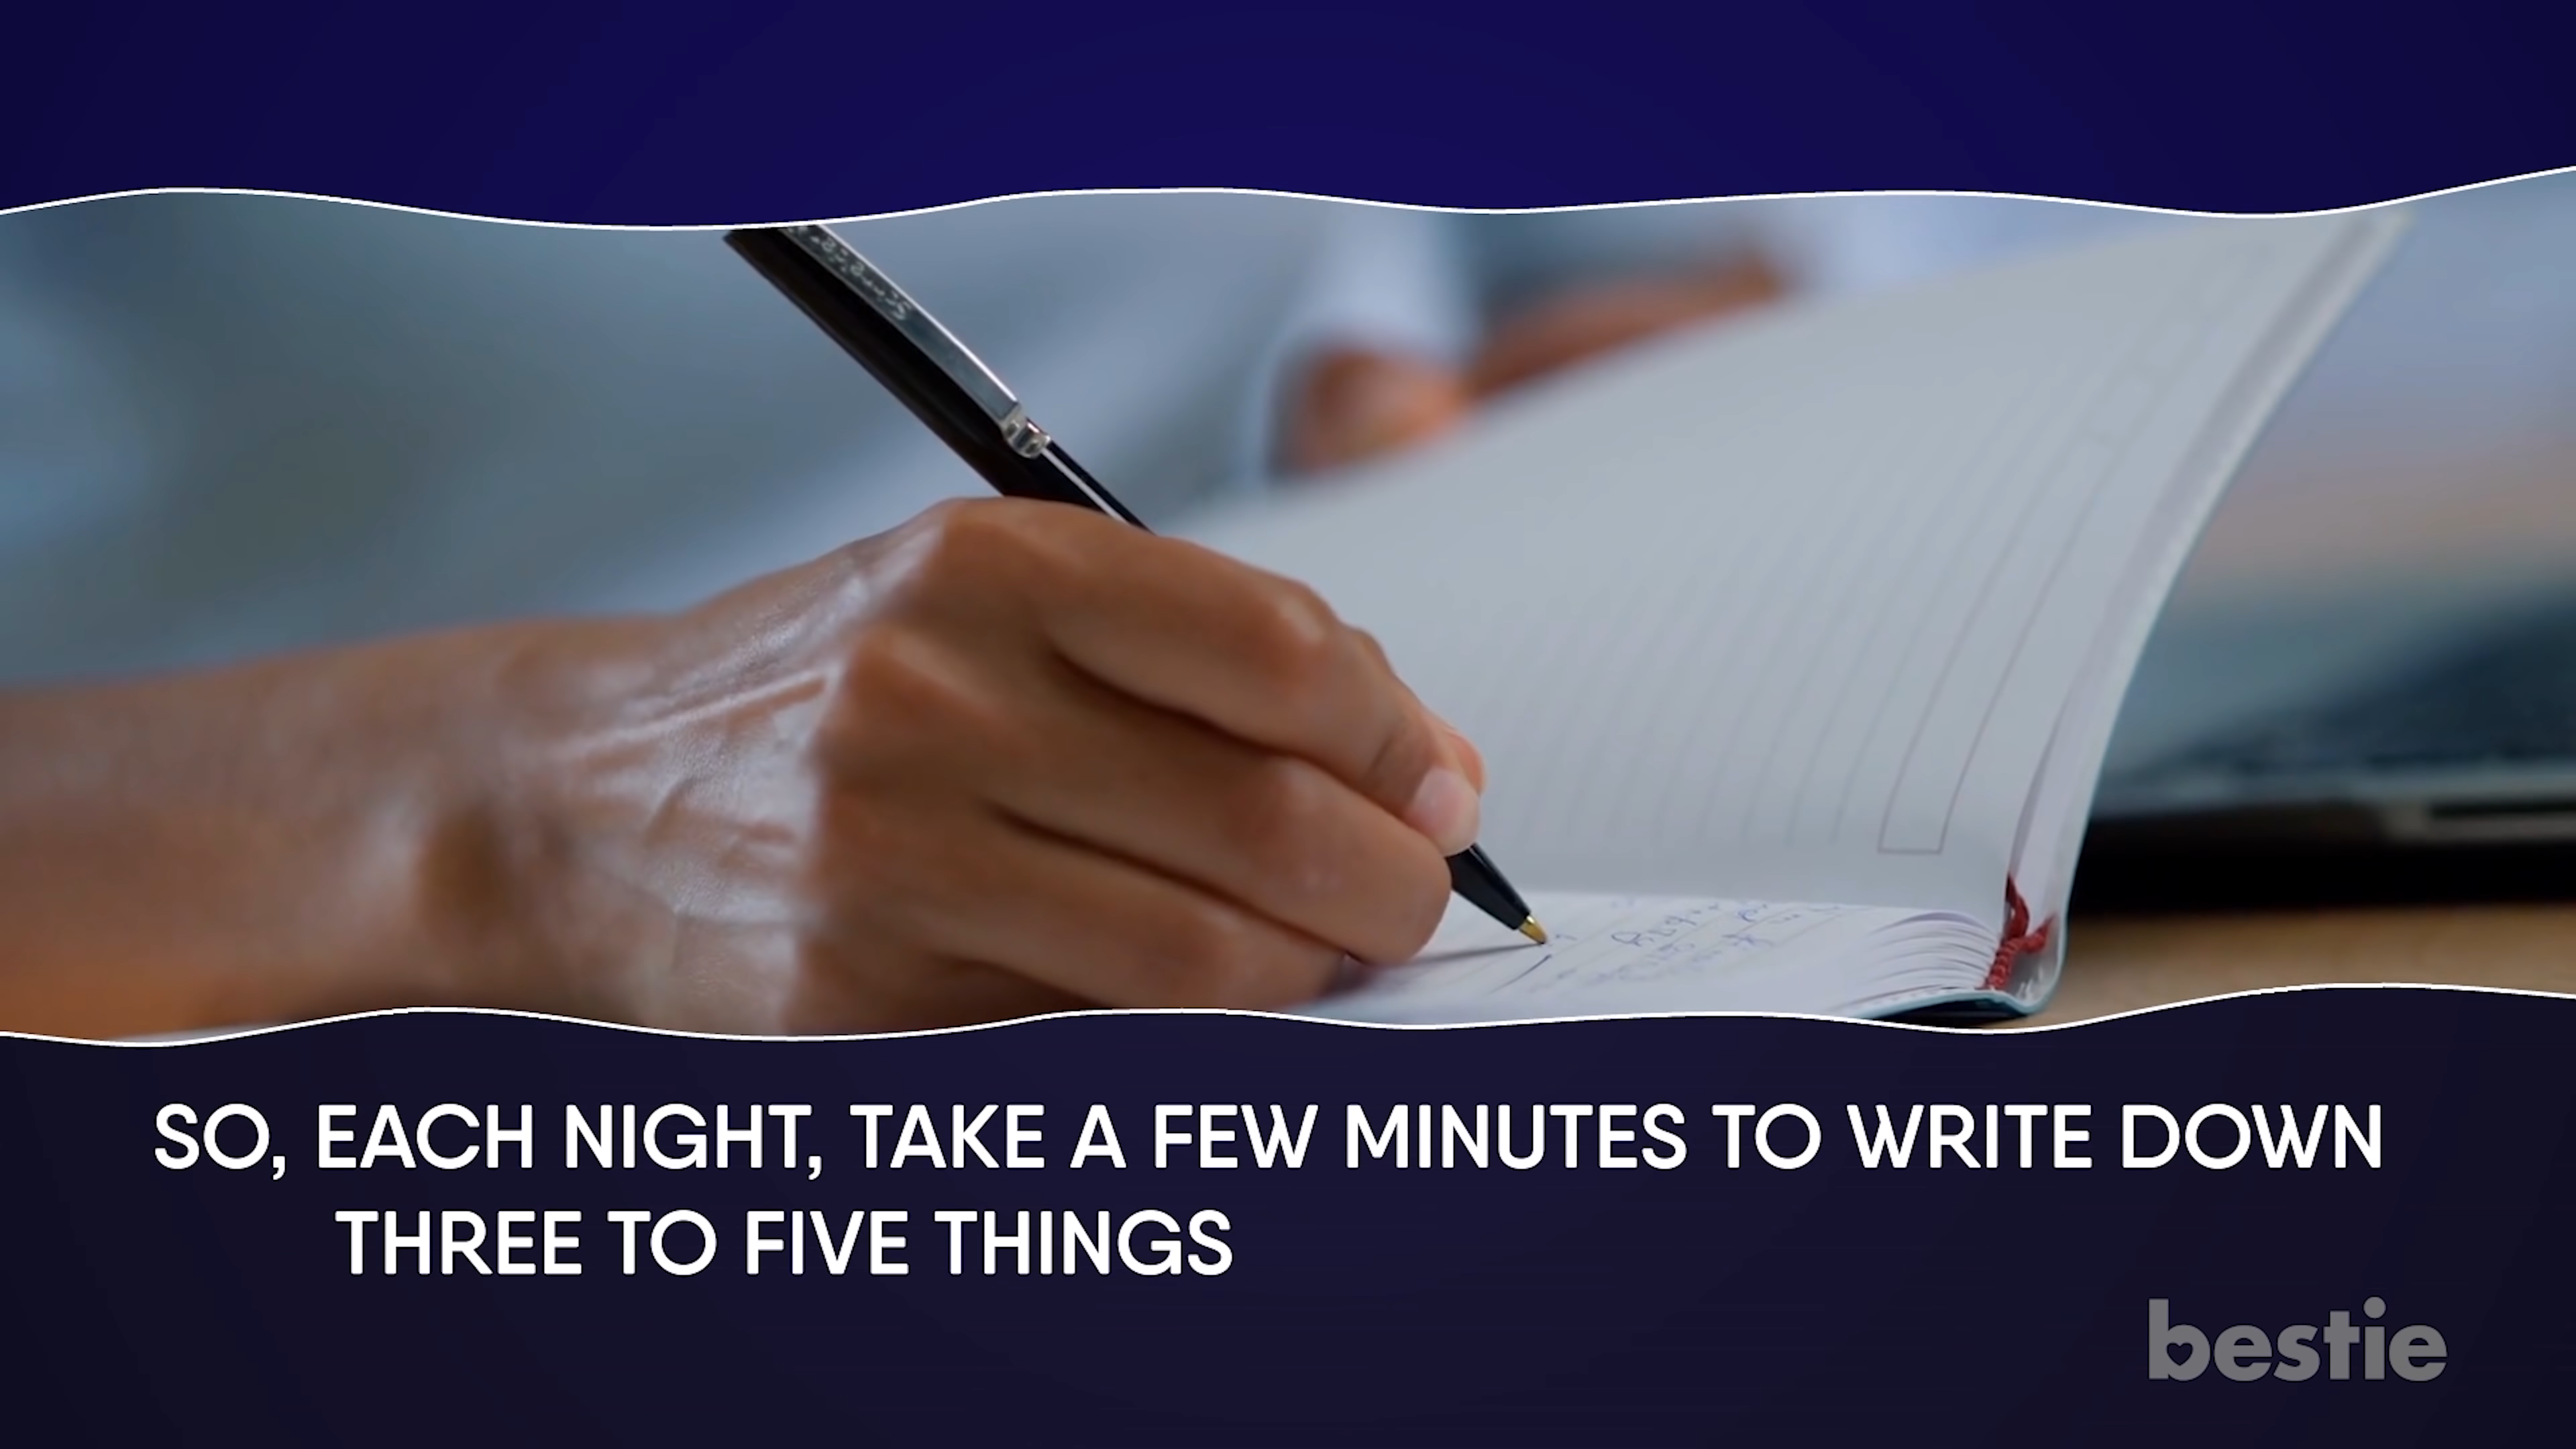 SO, EACH NIGHT, TAKE A FEW MINUTES TO WRITE DOWN
THREE TO FIVE THINGS
bestie